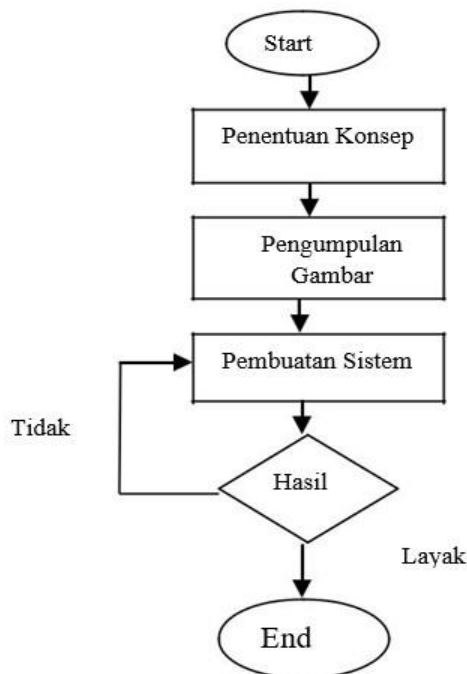 Start
Penentuan Konsep
Pengumpulan
Gambar
Pembuatan Sistem
Tidak
Hasil
Layak
End